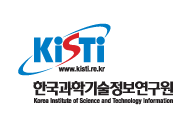 KiSTi
www.kisti.re.kr
한국과학기술정보연구원
Korea Institute of Science and Technology Information